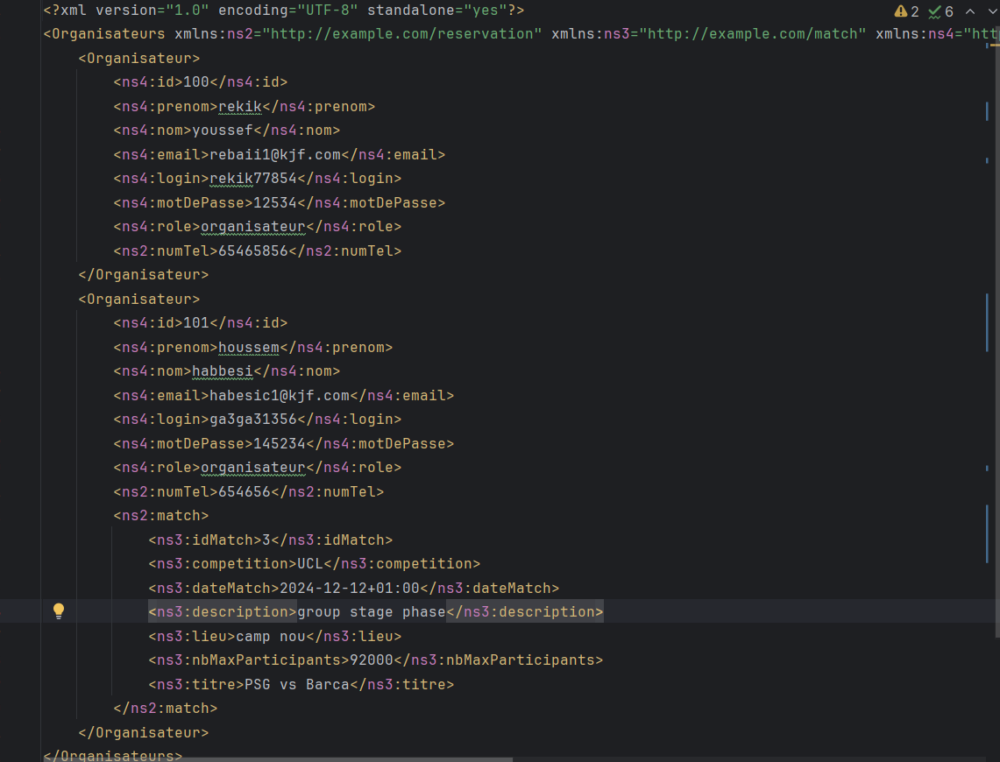 <?xml version="1.0" encoding="UTF-8" standalone="yes"?>
2 6
<Organisateurs xmlns:ns2="http://example.com/reservation" xmlns:ns3="http://example.com/match" xmlns:ns4="htt
<Organisateur>
<ns4:id>100</ns4:id>
<ns4:prenom>rekik</ns4:prenom>
<ns4:nom>youssef</ns4:nom>
<ns4:email>rebaii1@kjf.com</ns4:email>
<ns4:login>rekik77854</ns4:login>
<ns4:motDePasse>12534</ns4:motDePasse>
<ns4:role>organisateur</ns4:role>
<ns2:numTel>65465856</ns2:numTel>
</Organisateur>
<Organisateur>
<ns4:id>101</ns4:id>
<ns4:prenom>houssem</ns4:prenom>
<ns4:nom>habbesi</ns4:nom>
<ns4:email>habesic1@kjf.com</ns4:email>
<ns4:login>ga3ga31356</ns4:login>
<ns4:motDePasse>145234</ns4:motDePasse>
<ns4:role>organisateur</ns4:role>
<ns2:numTel>654656</ns2:numTel>
<ns2:match>
<ns3:idMatch>3</ns3:idMatch>
<ns3:competition>UCL</ns3:competition>
<ns3:dateMatch>2024-12-12+01:00</ns3:dateMatch>
<ns3:description>group stage phase</ns3:description>
<ns3:lieu>camp nou</ns3:lieu>
<ns3:nbMaxParticipants>92000</ns3:nbMaxParticipants>
<ns3:titre>PSG vs Barca</ns3:titre>
</ns2:match>
</Organisateur>
</Organisateurs>